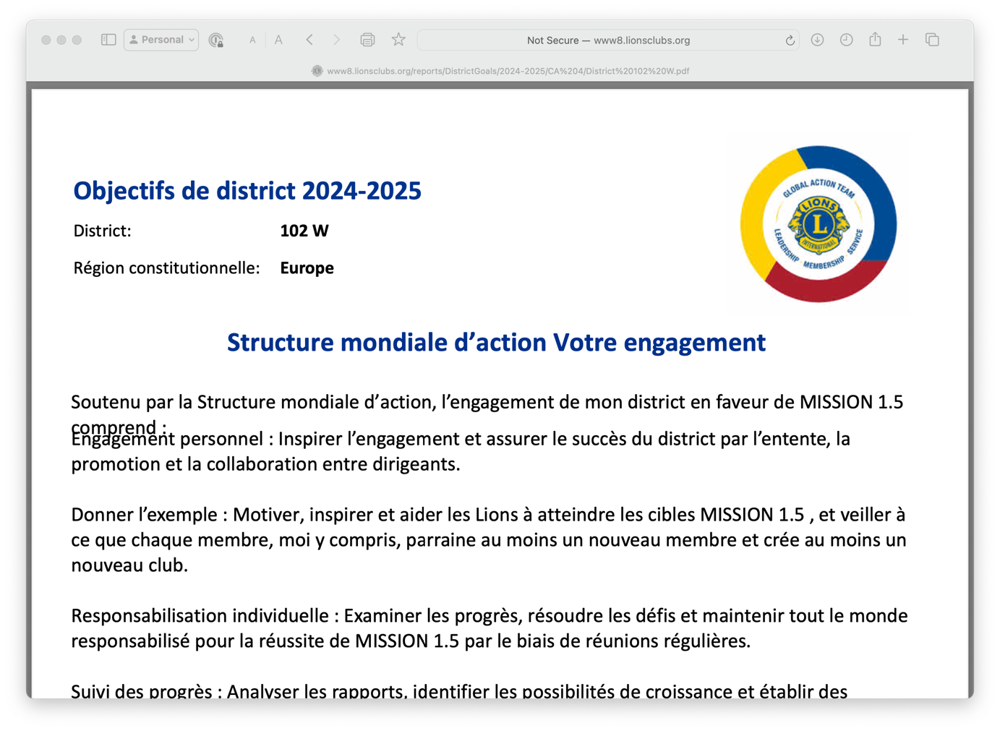 Personal
A A
Not Secure — www8.lionsclubs.org
www8.lionsclubs.org/reports/DistrictGoals/2024-2025/CA%204/District%20102%20W.pdf
Objectifs de district 2024-2025
District: 102 W
Région constitutionnelle: Europe
GLOBAL ACTION TEAM
LIONS
L
INTERNATIONAL
LEADERSHIP MEMBERSHIP SERVICE
Structure mondiale d’action Votre engagement
Soutenu par la Structure mondiale d’action, l’engagement de mon district en faveur de MISSION 1.5
comprend :
Engagement personnel : Inspirer l’engagement et assurer le succès du district par l’entente, la
promotion et la collaboration entre dirigeants.
Donner l’exemple : Motiver, inspirer et aider les Lions à atteindre les cibles MISSION 1.5 , et veiller à
ce que chaque membre, moi y compris, parraine au moins un nouveau membre et crée au moins un
nouveau club.
Responsabilisation individuelle : Examiner les progrès, résoudre les défis et maintenir tout le monde
responsabilisé pour la réussite de MISSION 1.5 par le biais de réunions régulières.
Suivi des progrès : Analyser les rapports, identifier les possibilités de croissance et établir des